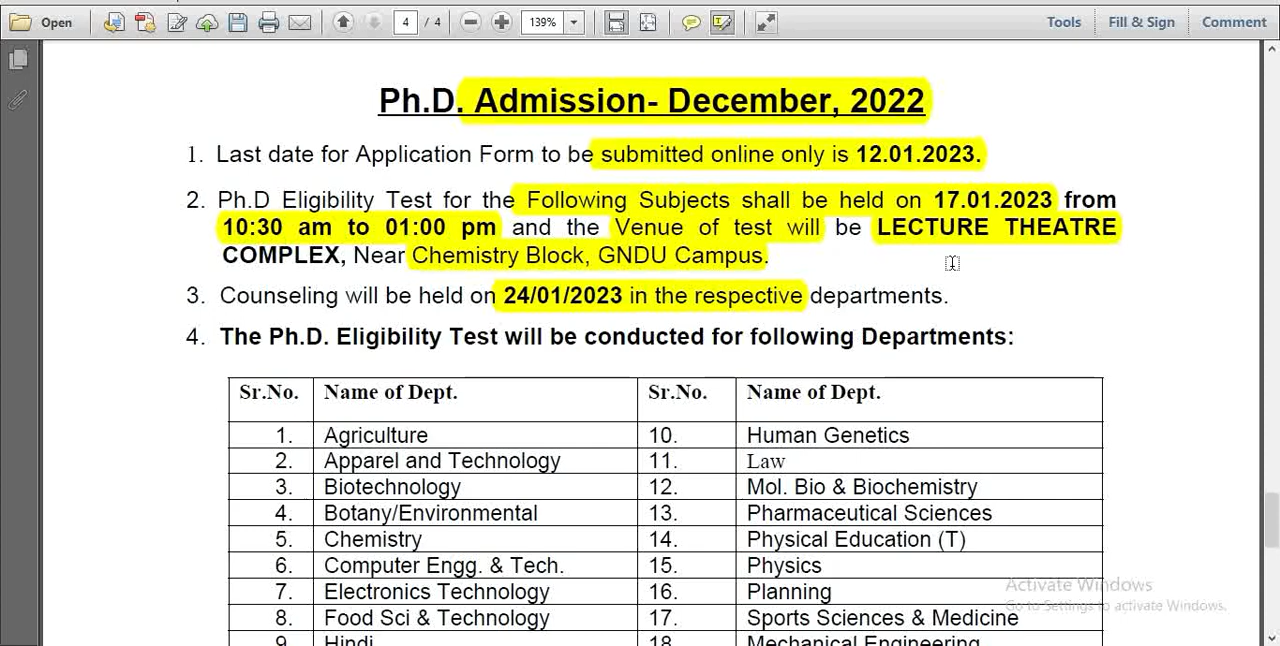 Open
4 / 4
139%
Tools
Fill & Sign
Comment
Ph.D. Admission- December, 2022
1. Last date for Application Form to be submitted online only is 12.01.2023.
2. Ph.D Eligibility Test for the Following Subjects shall be held on 17.01.2023 from
10:30 am to 01:00 pm and the Venue of test will be LECTURE THEATRE
COMPLEX, Near Chemistry Block, GNDU Campus.
3. Counseling will be held on 24/01/2023 in the respective departments.
4. The Ph.D. Eligibility Test will be conducted for following Departments:
Sr.No. Name of Dept. Sr.No. Name of Dept.
1. Agriculture 10. Human Genetics
2. Apparel and Technology 11. Law
3. Biotechnology 12. Mol. Bio & Biochemistry
4. Botany/Environmental 13. Pharmaceutical Sciences
5. Chemistry 14. Physical Education (T)
6. Computer Engg. & Tech. 15. Physics
7. Electronics Technology 16. Planning
8. Food Sci & Technology 17. Sports Sciences & Medicine
9. Hindi 18. Mechanical Engineering
Activate Windows
Go to Settings to activate Windows.